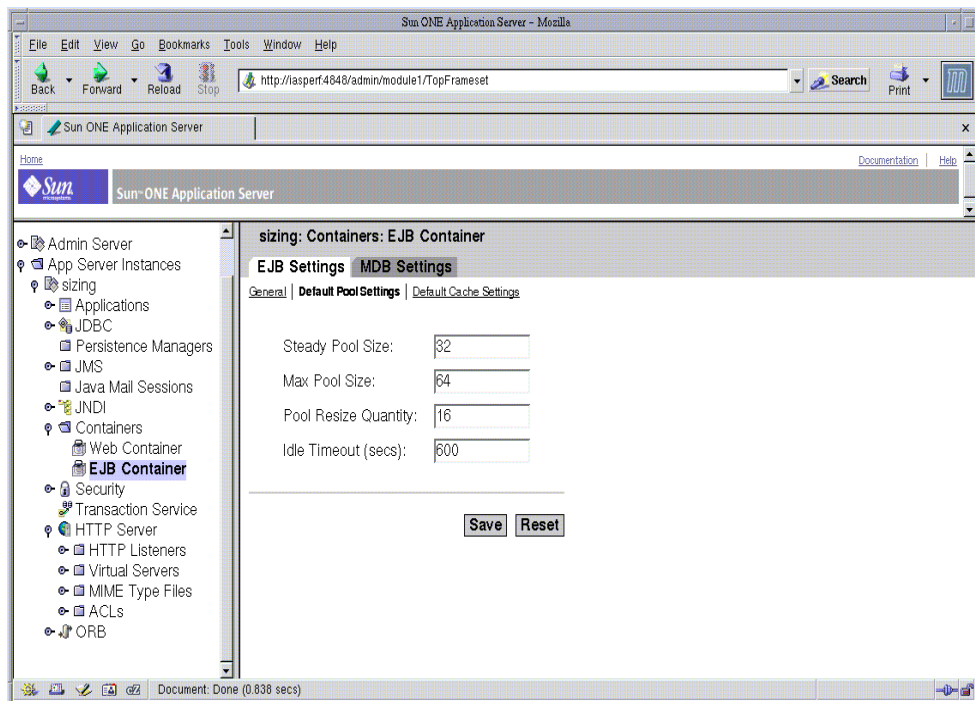 Sun ONE Application Server - Mozilla
File Edit View Go Bookmarks Tools Window Help
Back Forward Reload Stop http://iasperf:4848/admin/module1/TopFrameset Search Print
Sun ONE Application Server x
Home Documentation | Help
Sun microsystems Sun™ ONE Application Server
Admin Server
App Server Instances
sizing
Applications
JDBC
Persistence Managers
JMS
Java Mail Sessions
JNDI
Containers
Web Container
EJB Container
Security
Transaction Service
HTTP Server
HTTP Listeners
Virtual Servers
MIME Type Files
ACLs
ORB
sizing: Containers: EJB Container
EJB Settings MDB Settings
General | Default Pool Settings | Default Cache Settings
Steady Pool Size: 32
Max Pool Size: 64
Pool Resize Quantity: 16
Idle Timeout (secs): 600
Save Reset
Document: Done (0.838 secs)